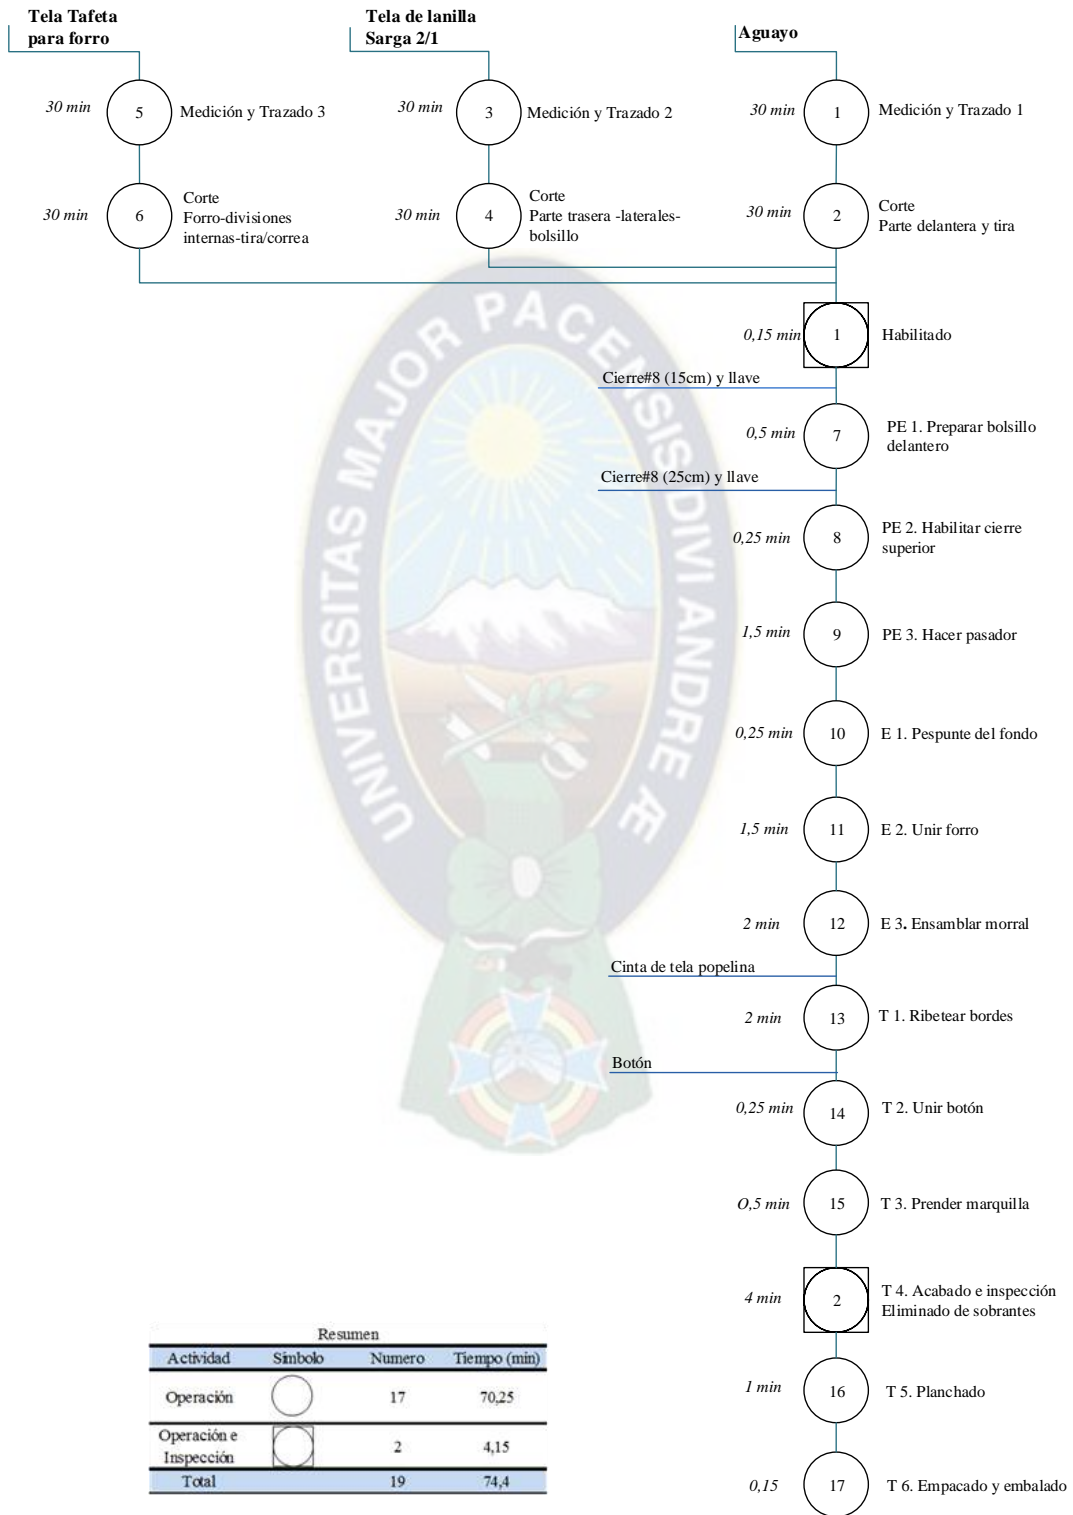 Tela Tafeta
para forro
Tela de lanilla
Sarga 2/1
Aguayo
30 min
5
Medición y Trazado 3
30 min
3
Medición y Trazado 2
30 min
1
Medición y Trazado 1
30 min
6
Corte
Forro-divisiones
internas-tira/correa
30 min
4
Corte
Parte trasera -laterales-
bolsillo
30 min
2
Corte
Parte delantera y tira
UNIVERSITAS MAJOR PACENSIS DIVI ANDRE Æ
0,15 min
1
Habilitado
Cierre#8 (15cm) y llave
0,5 min
7
PE 1. Preparar bolsillo
delantero
Cierre#8 (25cm) y llave
0,25 min
8
PE 2. Habilitar cierre
superior
1,5 min
9
PE 3. Hacer pasador
0,25 min
10
E 1. Pespunte del fondo
1,5 min
11
E 2. Unir forro
2 min
12
E 3. Ensamblar morral
Cinta de tela popelina
2 min
13
T 1. Ribetear bordes
Botón
0,25 min
14
T 2. Unir botón
O,5 min
15
T 3. Prender marquilla
4 min
2
T 4. Acabado e inspección
Eliminado de sobrantes
1 min
16
T 5. Planchado
0,15
17
T 6. Empacado y embalado
Resumen
Actividad Simbolo Numero Tiempo (min)
Operación 17 70,25
Operación e
Inspección 2 4,15
Total 19 74,4